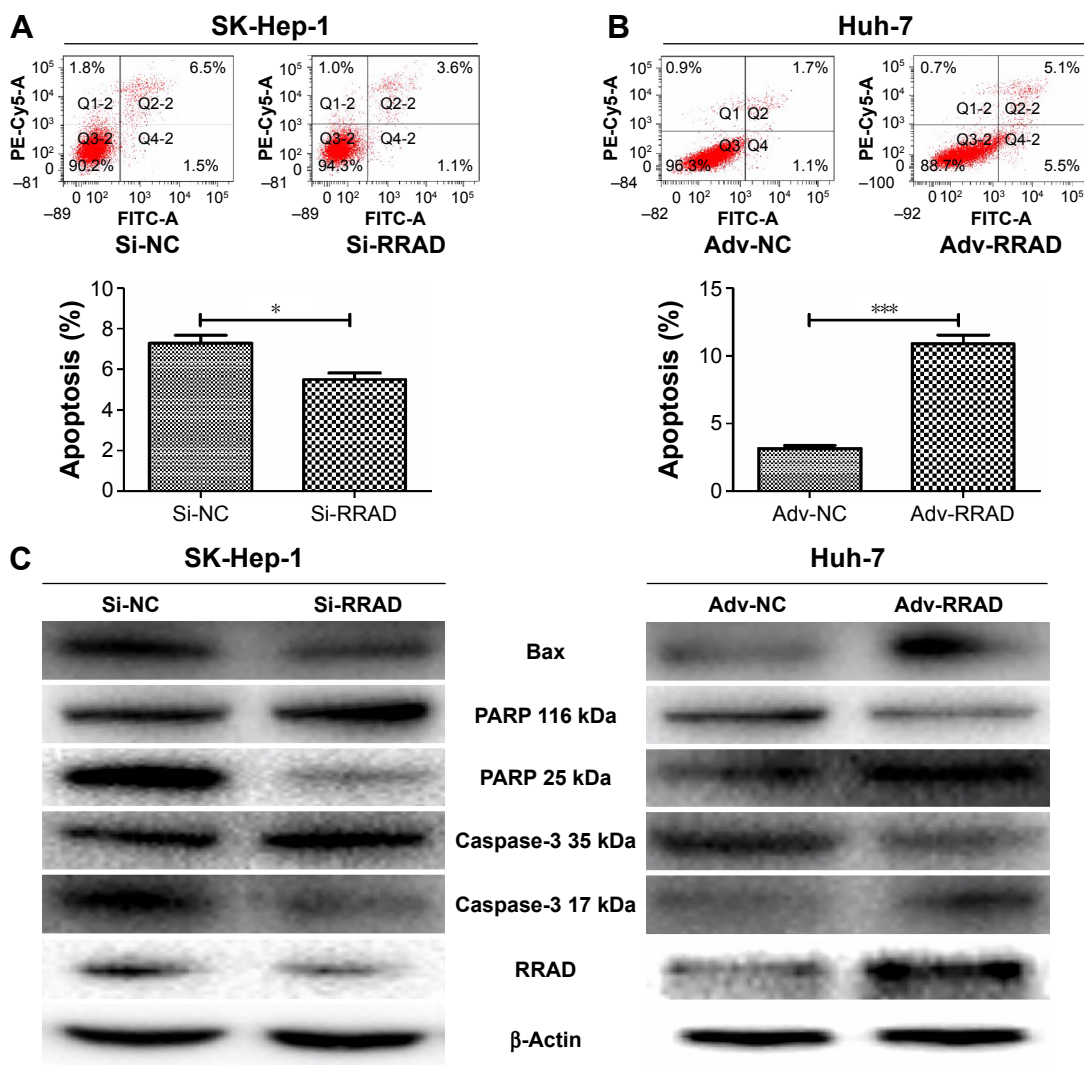 A
SK-Hep-1
PE-Cy5-A
10⁵
10⁴
10³
10²
–81
1.8%
6.5%
Q1-2
Q2-2
Q3-2
Q4-2
90.2%
1.5%
–89
0 10² 10³ 10⁴ 10⁵
FITC-A
Si-NC
PE-Cy5-A
10⁵
10⁴
10³
10²
–81
1.0%
3.6%
Q1-2
Q2-2
Q3-2
Q4-2
94.3%
1.1%
–89
0 10² 10³ 10⁴ 10⁵
FITC-A
Si-RRAD
Apoptosis (%)
10
8
6
4
2
0
*
Si-NC
Si-RRAD
B
Huh-7
PE-Cy5-A
10⁵
10⁴
10³
10²
0
–84
0.9%
1.7%
Q1
Q2
Q3
Q4
96.3%
1.1%
–82
0 10² 10³ 10⁴ 10⁵
FITC-A
Adv-NC
PE-Cy5-A
10⁵
10⁴
10³
10²
0
–100
0.7%
5.1%
Q1-2
Q2-2
Q3-2
Q4-2
88.7%
5.5%
–92
0 10² 10³ 10⁴ 10⁵
FITC-A
Adv-RRAD
Apoptosis (%)
15
10
5
0
***
Adv-NC
Adv-RRAD
C
SK-Hep-1
Huh-7
Si-NC
Si-RRAD
Adv-NC
Adv-RRAD
Bax
PARP 116 kDa
PARP 25 kDa
Caspase-3 35 kDa
Caspase-3 17 kDa
RRAD
β-Actin